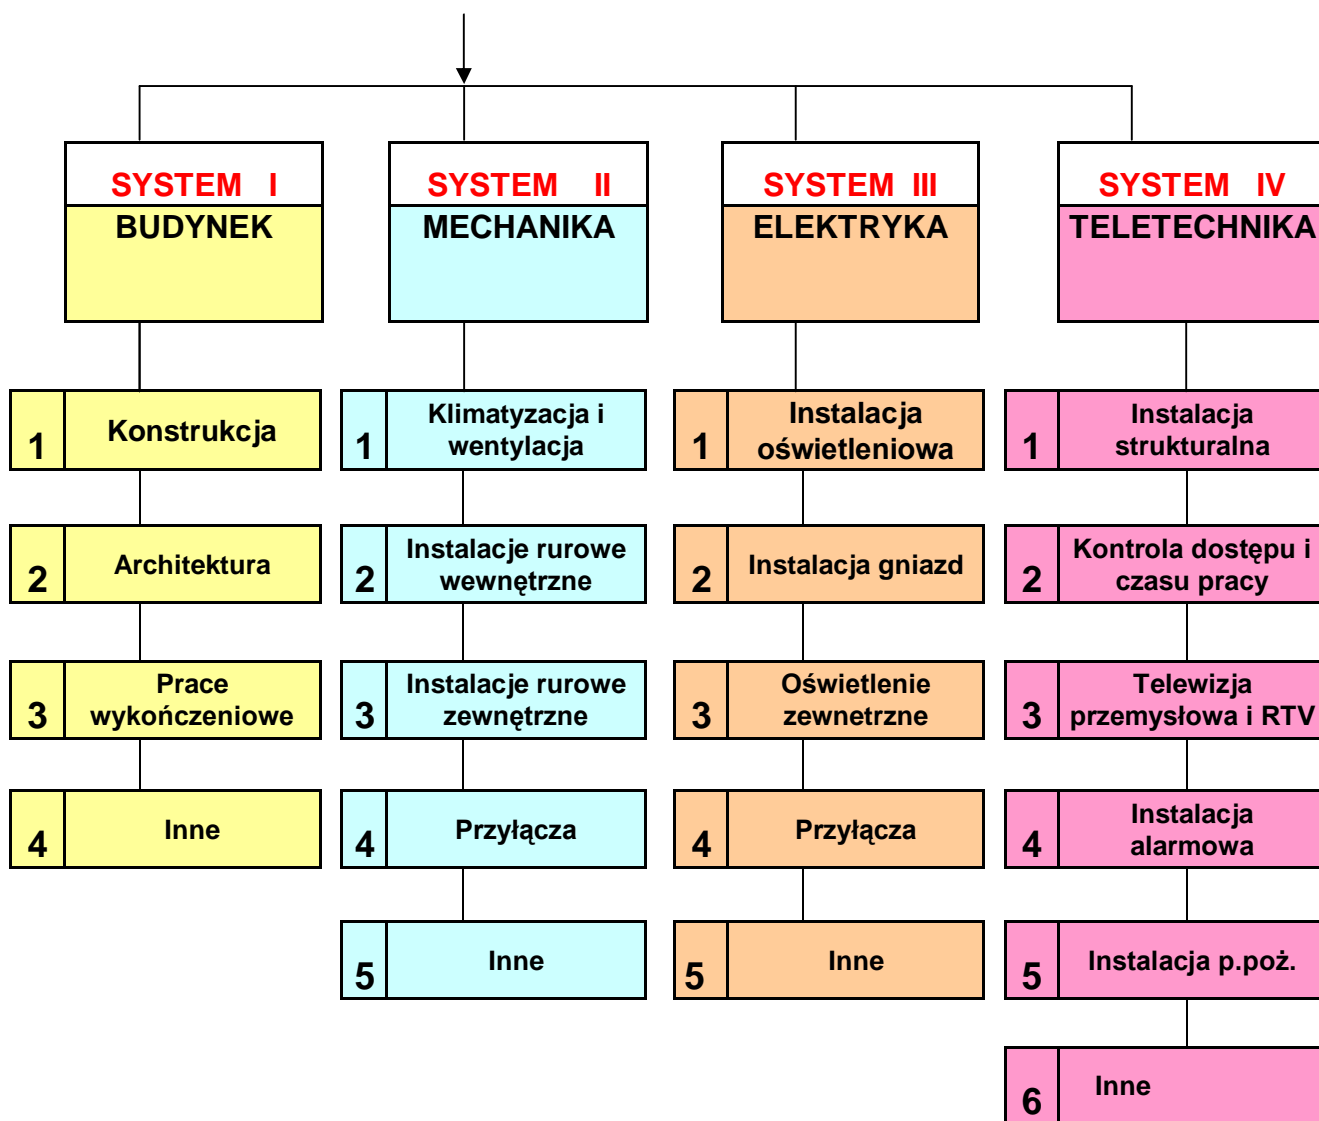 SYSTEM I
BUDYNEK
1
Konstrukcja
2
Architektura
3
Prace
wykończeniowe
4
Inne
SYSTEM II
MECHANIKA
1
Klimatyzacja i
wentylacja
2
Instalacje rurowe
wewnętrzne
3
Instalacje rurowe
zewnętrzne
4
Przyłącza
5
Inne
SYSTEM III
ELEKTRYKA
1
Instalacja
oświetleniowa
2
Instalacja gniazd
3
Oświetlenie
zewnetrzne
4
Przyłącza
5
Inne
SYSTEM IV
TELETECHNIKA
1
Instalacja
strukturalna
2
Kontrola dostępu i
czasu pracy
3
Telewizja
przemysłowa i RTV
4
Instalacja
alarmowa
5
Instalacja p.poż.
6
Inne